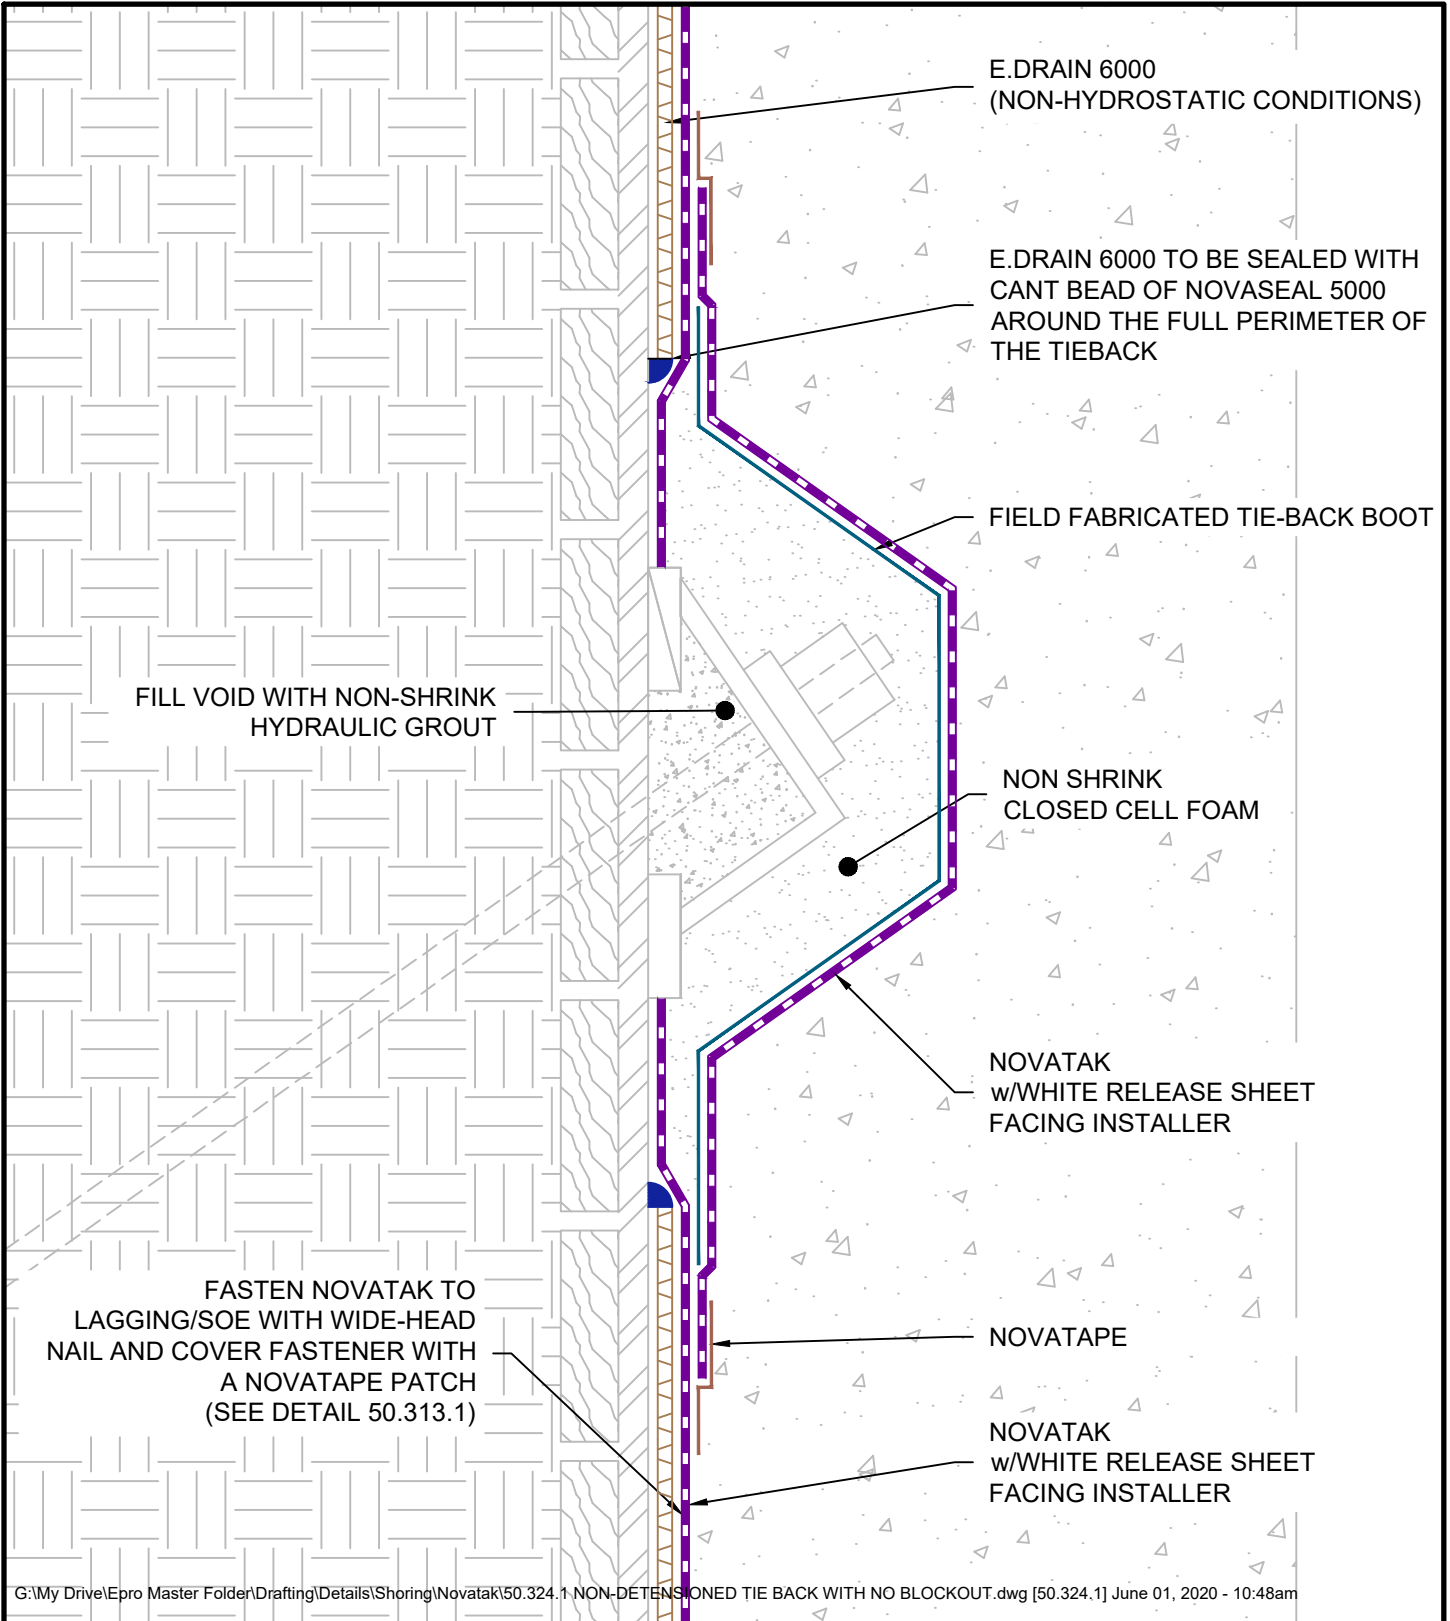 E.DRAIN 6000
(NON-HYDROSTATIC CONDITIONS)
E.DRAIN 6000 TO BE SEALED WITH
CANT BEAD OF NOVASEAL 5000
AROUND THE FULL PERIMETER OF
THE TIEBACK
FIELD FABRICATED TIE-BACK BOOT
FILL VOID WITH NON-SHRINK
HYDRAULIC GROUT
NON SHRINK
CLOSED CELL FOAM
NOVATAK
w/WHITE RELEASE SHEET
FACING INSTALLER
FASTEN NOVATAK TO
LAGGING/SOE WITH WIDE-HEAD
NAIL AND COVER FASTENER WITH
A NOVATAPE PATCH
(SEE DETAIL 50.313.1)
NOVATAPE
NOVATAK
w/WHITE RELEASE SHEET
FACING INSTALLER
G:\My Drive\Epro Master Folder\Drafting\Details\Shoring\Novatak\50.324.1 NON-DETENSIONED TIE BACK WITH NO BLOCKOUT.dwg [50.324.1] June 01, 2020 - 10:48am